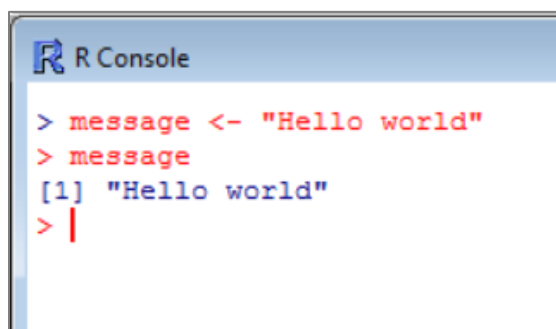 R Console
> message <- "Hello world"
> message
[1] "Hello world"
>